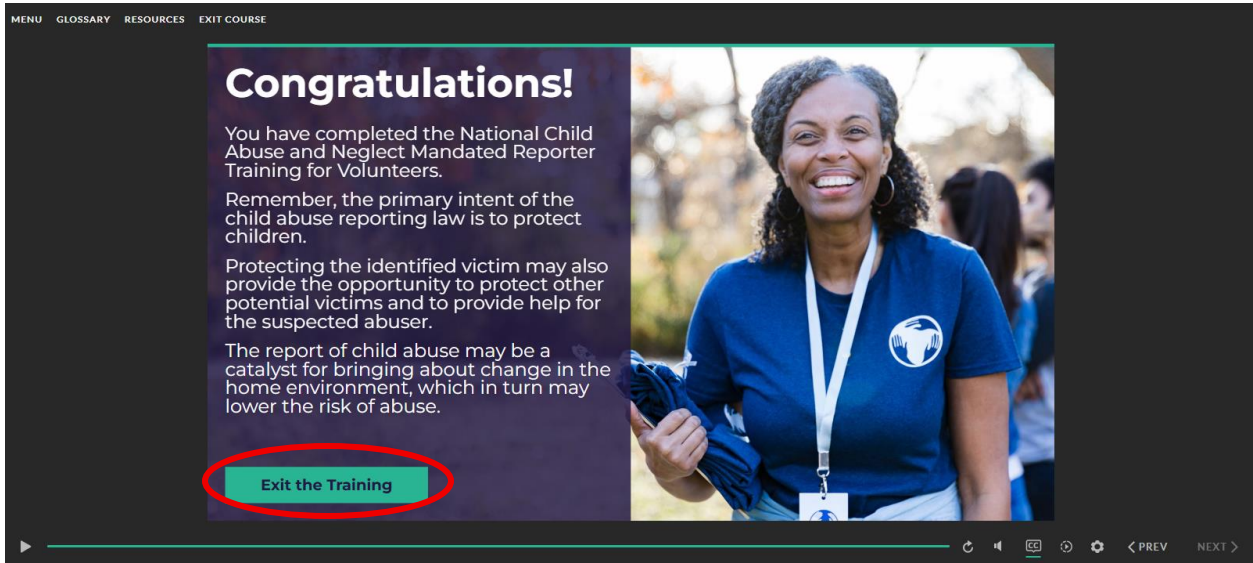 MENU GLOSSARY RESOURCES EXIT COURSE
Congratulations!
You have completed the National Child
Abuse and Neglect Mandated Reporter
Training for Volunteers.
Remember, the primary intent of the
child abuse reporting law is to protect
children.
Protecting the identified victim may also
provide the opportunity to protect other
potential victims and to provide help for
the suspected abuser.
The report of child abuse may be a
catalyst for bringing about change in the
home environment, which in turn may
lower the risk of abuse.
Exit the Training
CC PREV NEXT